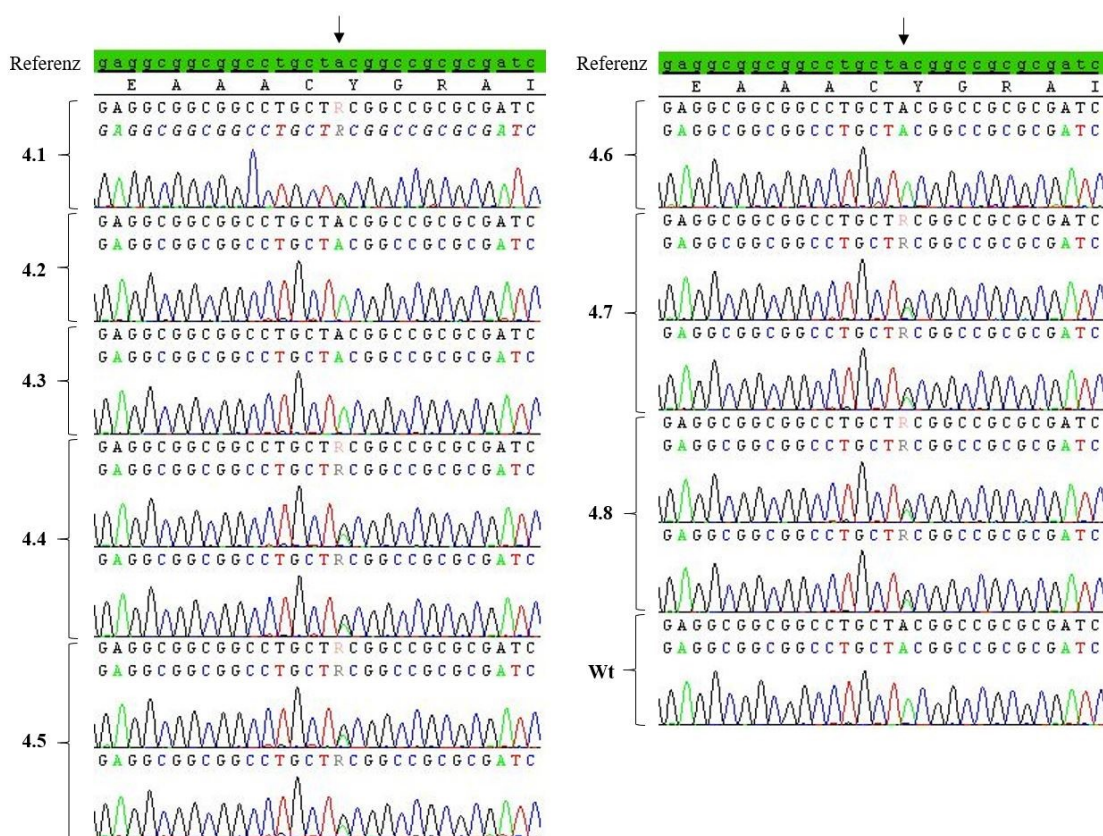 Referenz gaggcggcggcctgctacggccgcgcgatc
E A A A C Y G R A I
GAGGCGGCGGCCTGCTRCGGCCGCGCGATC
GAGGCGGCGGCCTGCTRCGGCCGCGCGATC
4.1
GAGGCGGCGGCCTGCTACGGCCGCGCGATC
GAGGCGGCGGCCTGCTACGGCCGCGCGATC
4.2
GAGGCGGCGGCCTGCTACGGCCGCGCGATC
GAGGCGGCGGCCTGCTACGGCCGCGCGATC
4.3
GAGGCGGCGGCCTGCTRCGGCCGCGCGATC
GAGGCGGCGGCCTGCTRCGGCCGCGCGATC
4.4
GAGGCGGCGGCCTGCTRCGGCCGCGCGATC
GAGGCGGCGGCCTGCTRCGGCCGCGCGATC
GAGGCGGCGGCCTGCTRCGGCCGCGCGATC
4.5
GAGGCGGCGGCCTGCTRCGGCCGCGCGATC
Referenz gaggcggcggcctgctacggccgcgcgatc
E A A A C Y G R A I
GAGGCGGCGGCCTGCTACGGCCGCGCGATC
GAGGCGGCGGCCTGCTACGGCCGCGCGATC
4.6
GAGGCGGCGGCCTGCTRCGGCCGCGCGATC
GAGGCGGCGGCCTGCTRCGGCCGCGCGATC
4.7
GAGGCGGCGGCCTGCTRCGGCCGCGCGATC
GAGGCGGCGGCCTGCTRCGGCCGCGCGATC
GAGGCGGCGGCCTGCTRCGGCCGCGCGATC
4.8
GAGGCGGCGGCCTGCTRCGGCCGCGCGATC
GAGGCGGCGGCCTGCTACGGCCGCGCGATC
GAGGCGGCGGCCTGCTACGGCCGCGCGATC
Wt